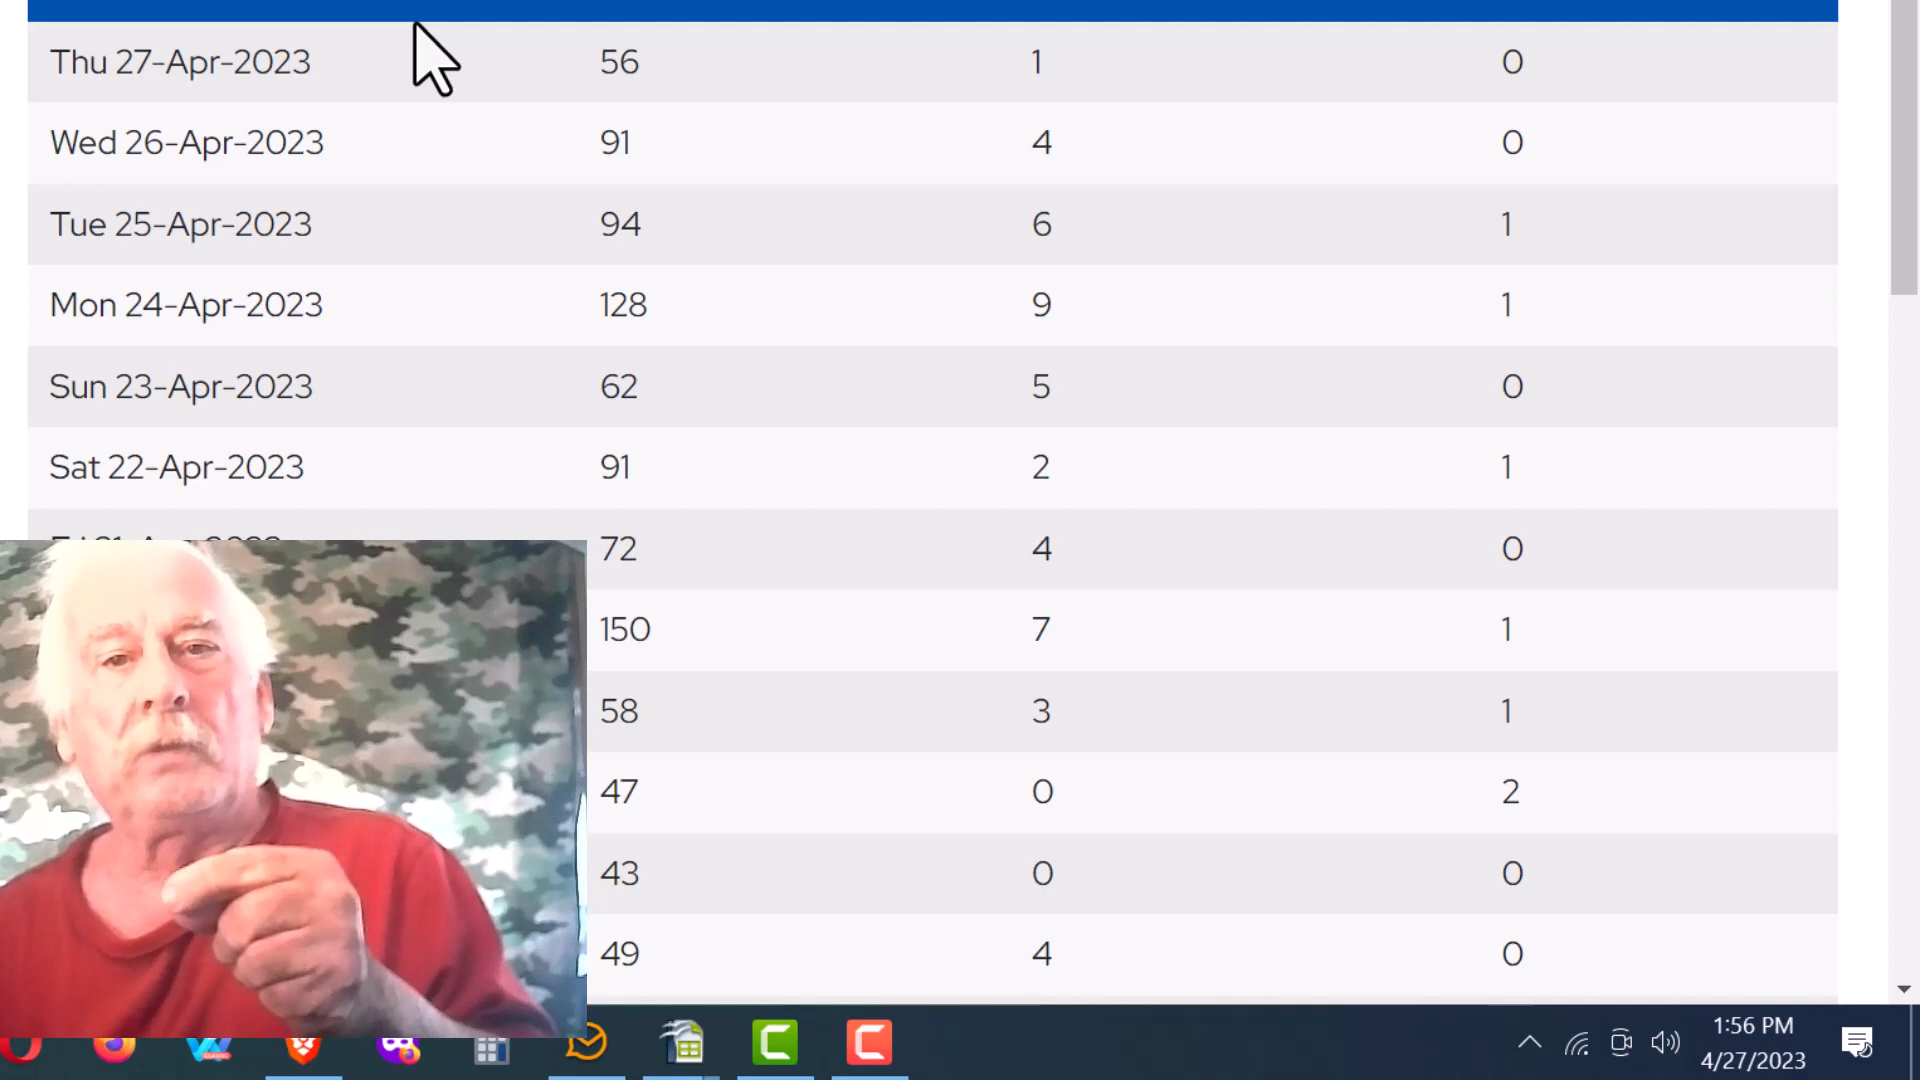 Thu 27-Apr-2023 56 1 0
Wed 26-Apr-2023 91 4 0
Tue 25-Apr-2023 94 6 1
Mon 24-Apr-2023 128 9 1
Sun 23-Apr-2023 62 5 0
Sat 22-Apr-2023 91 2 1
72 4 0
150 7 1
58 3 1
47 0 2
43 0 0
49 4 0
1:56 PM
4/27/2023